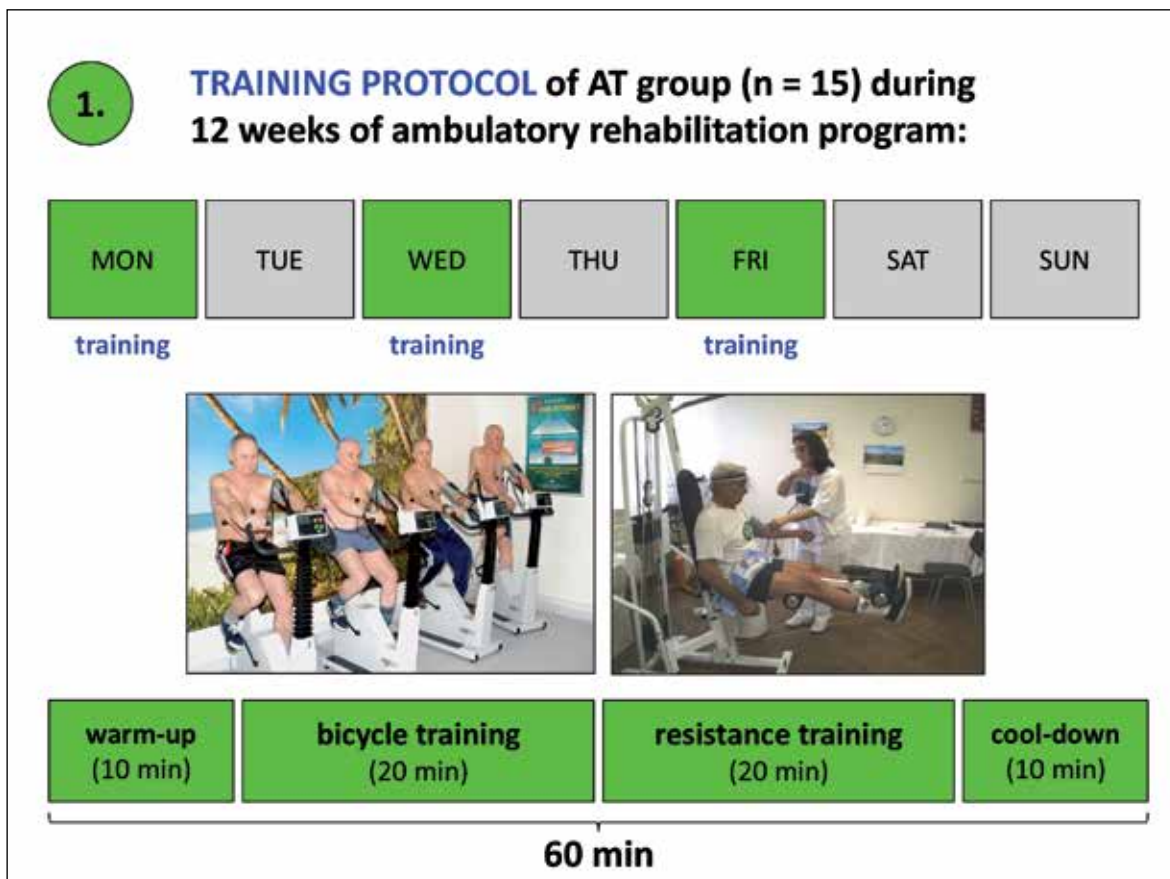 1.
TRAINING PROTOCOL of AT group (n = 15) during
12 weeks of ambulatory rehabilitation program:
MON
TUE
WED
THU
FRI
SAT
SUN
training
training
training
warm-up
(10 min)
bicycle training
(20 min)
resistance training
(20 min)
cool-down
(10 min)
60 min